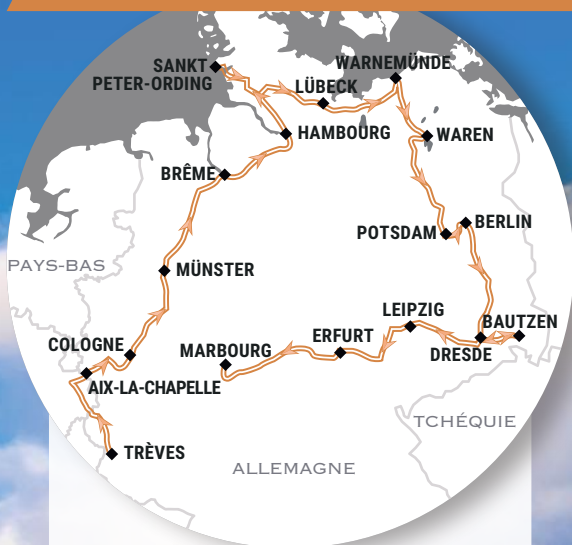 SANKT
PETER-ORDING
WARNEMÜNDE
LÜBECK
HAMBOURG
WAREN
BRÊME
BERLIN
POTSDAM
PAYS-BAS
MÜNSTER
LEIPZIG
BAUTZEN
COLOGNE
MARBOURG
ERFURT
DRESDE
AIX-LA-CHAPELLE
TCHÉQUIE
TRÈVES
ALLEMAGNE